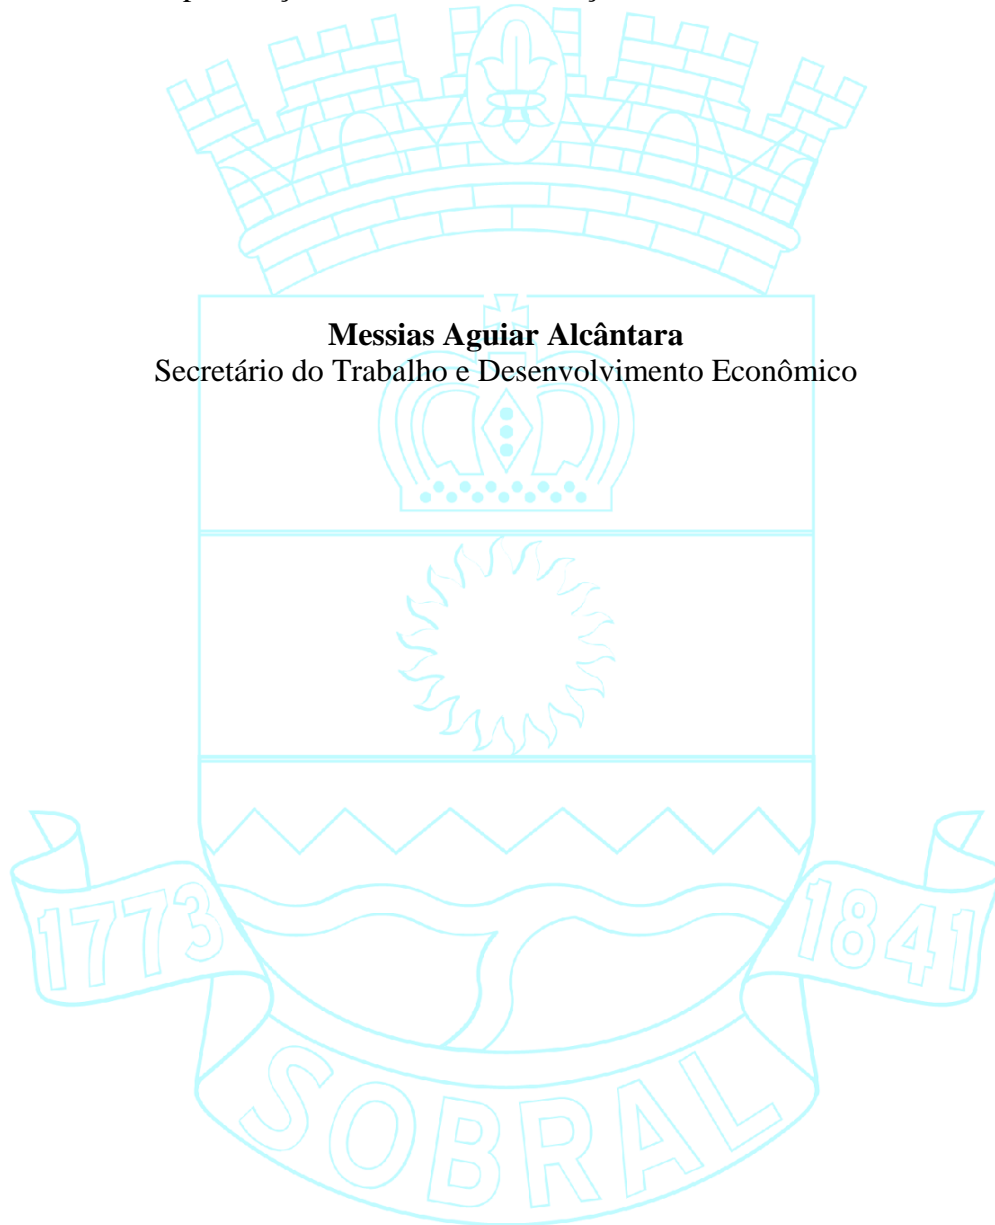 Messias Aguiar Alcântara
Secretário do Trabalho e Desenvolvimento Econômico
1773
1841
SOBRAL